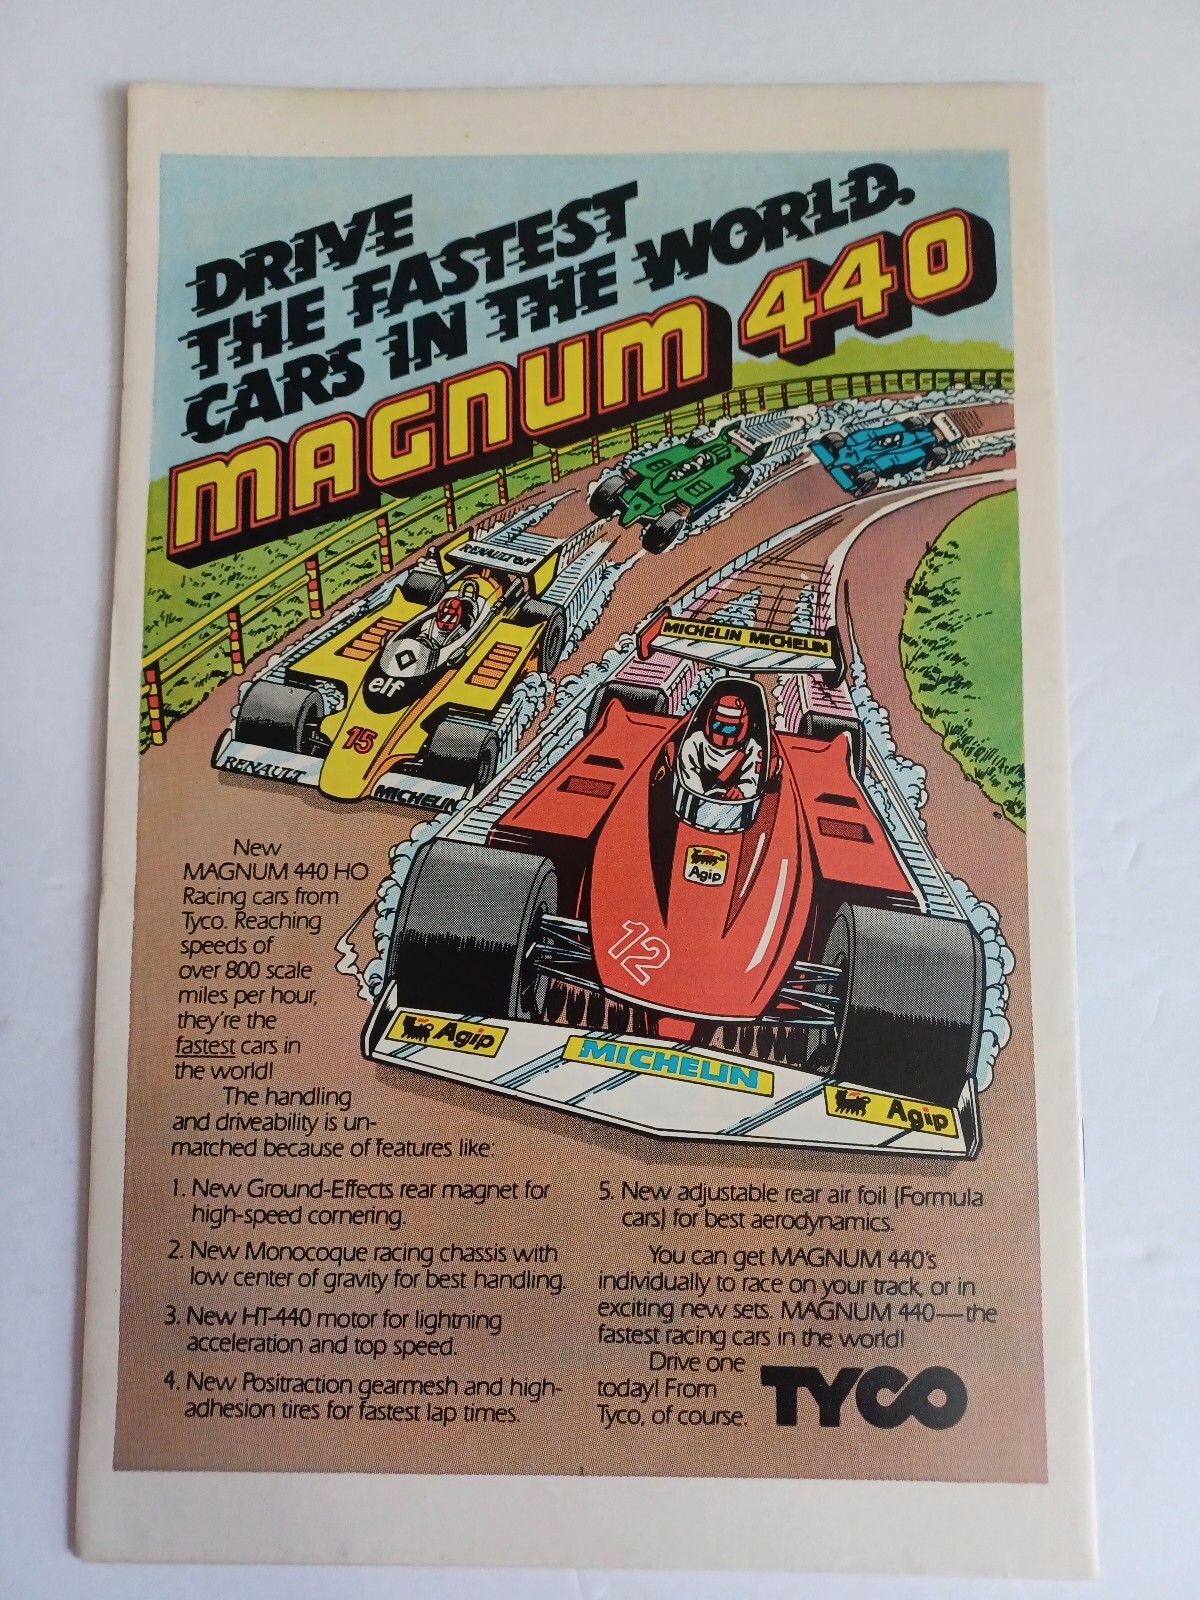 DRIVE
THE FASTEST
CARS IN THE WORLD.
MAGNUM 440
RENAULT elf
elf
15
RENAULT
MICHELIN
MICHELIN MICHELIN
Agip
12
Agip
MICHELIN
Agip
New
MAGNUM 440 HO
Racing cars from
Tyco. Reaching
speeds of
over 800 scale
miles per hour,
they're the
fastest cars in
the world!
The handling
and driveability is un-
matched because of features like:
1. New Ground-Effects rear magnet for
high-speed cornering.
2. New Monocoque racing chassis with
low center of gravity for best handling.
3. New HT-440 motor for lightning
acceleration and top speed.
4. New Positraction gearmesh and high-
adhesion tires for fastest lap times.
5. New adjustable rear air foil (Formula
cars) for best aerodynamics.
You can get MAGNUM 440's
individually to race on your track, or in
exciting new sets. MAGNUM 440—the
fastest racing cars in the world!
Drive one
today! From
Tyco, of course.
TYCO